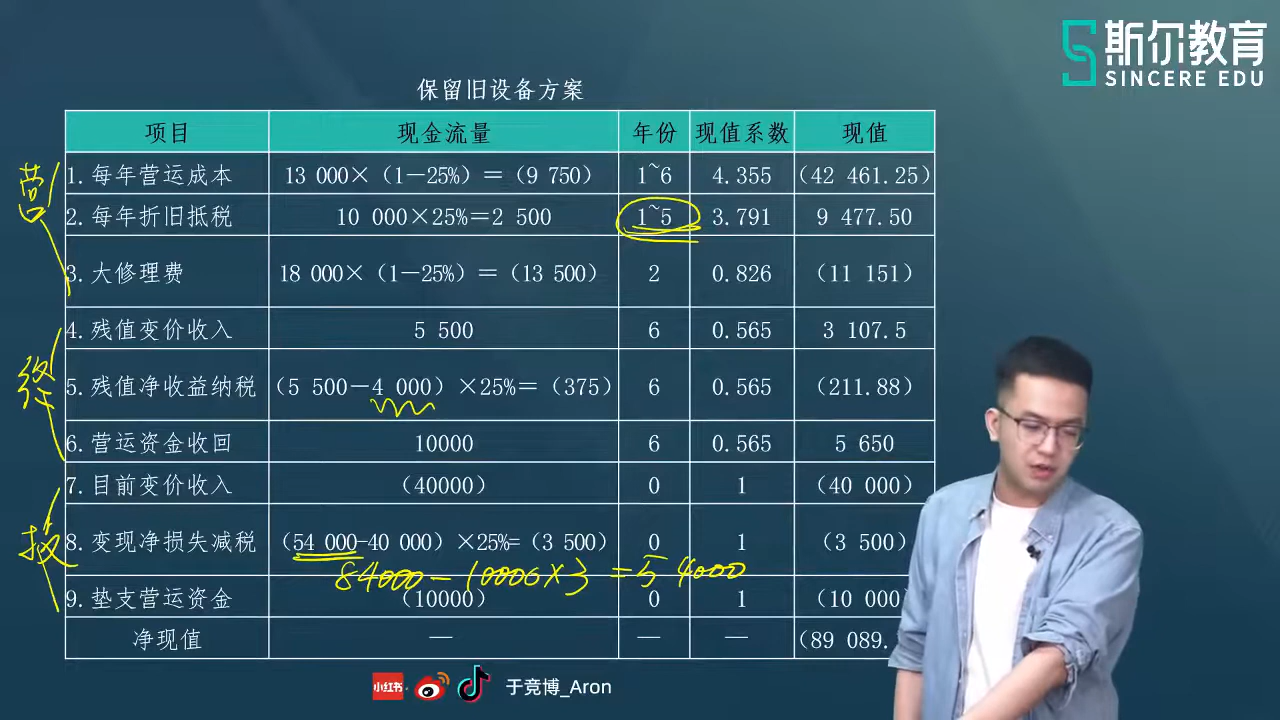 斯尔教育
SINCERE EDU
保留旧设备方案
项目 现金流量 年份 现值系数 现值
1.每年营运成本 13 000×（1－25%）＝（9 750） 1~6 4.355 （42 461.25）
2.每年折旧抵税 10 000×25%＝2 500 1~5 3.791 9 477.50
3.大修理费 18 000×（1－25%）＝（13 500） 2 0.826 （11 151）
4.残值变价收入 5 500 6 0.565 3 107.5
5.残值净收益纳税 （5 500－4 000）×25%＝（375） 6 0.565 （211.88）
6.营运资金收回 10000 6 0.565 5 650
7.目前变价收入 （40000） 0 1 （40 000）
8.变现净损失减税 （54 000-40 000）×25%=（3 500） 0 1 （3 500）
84000－10000×3＝54000
9.垫支营运资金 （10000） 0 1 （10 000）
净现值 — — — （89 089.
营
终
投
小红书 于竞博_Aron